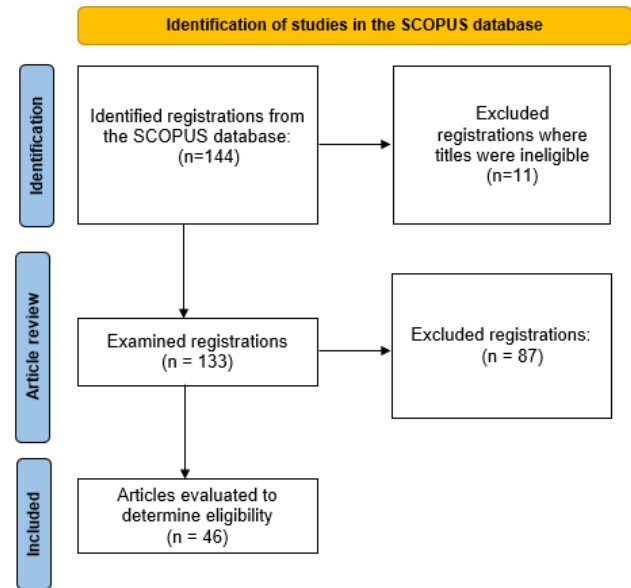 Identification of studies in the SCOPUS database
Identification
Identified registrations from
the SCOPUS database:
(n=144)
Excluded
registrations where
titles were ineligible
(n=11)
Article review
Examined registrations
(n = 133)
Excluded registrations:
(n = 87)
Included
Articles evaluated to
determine eligibility
(n = 46)